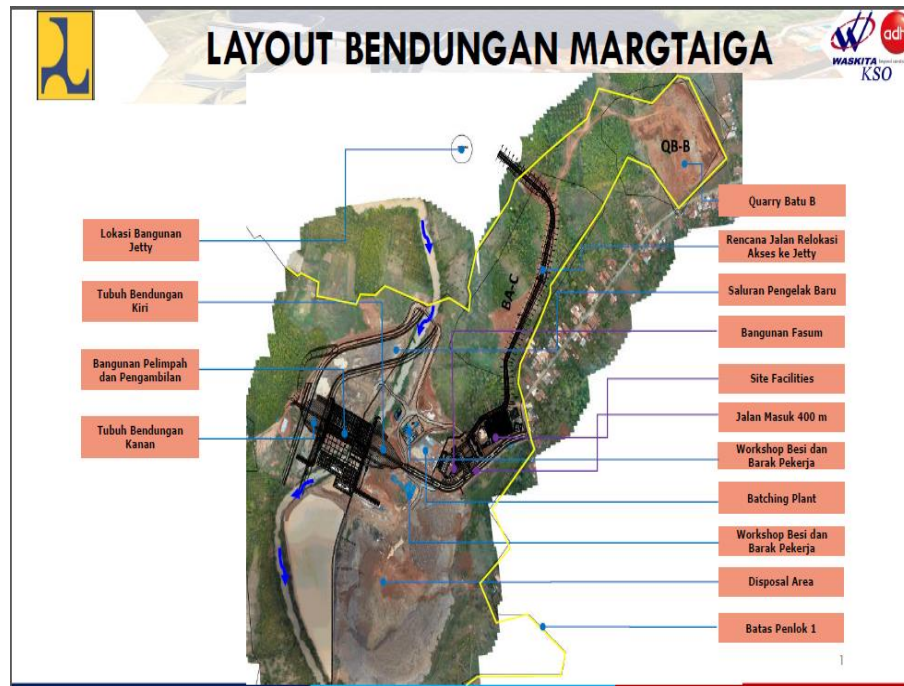 LAYOUT BENDUNGAN MARGTAIGA
WASKITA
adhi
KSO
QB-B
BA-C
Lokasi Bangunan
Jetty
Tubuh Bendungan
Kiri
Bangunan Pelimpah
dan Pengambilan
Tubuh Bendungan
Kanan
Quarry Batu B
Rencana Jalan Relokasi
Akses ke Jetty
Saluran Pengelak Baru
Bangunan Fasum
Site Facilities
Jalan Masuk 400 m
Workshop Besi dan
Barak Pekerja
Batching Plant
Workshop Besi dan
Barak Pekerja
Disposal Area
Batas Penlok 1
1